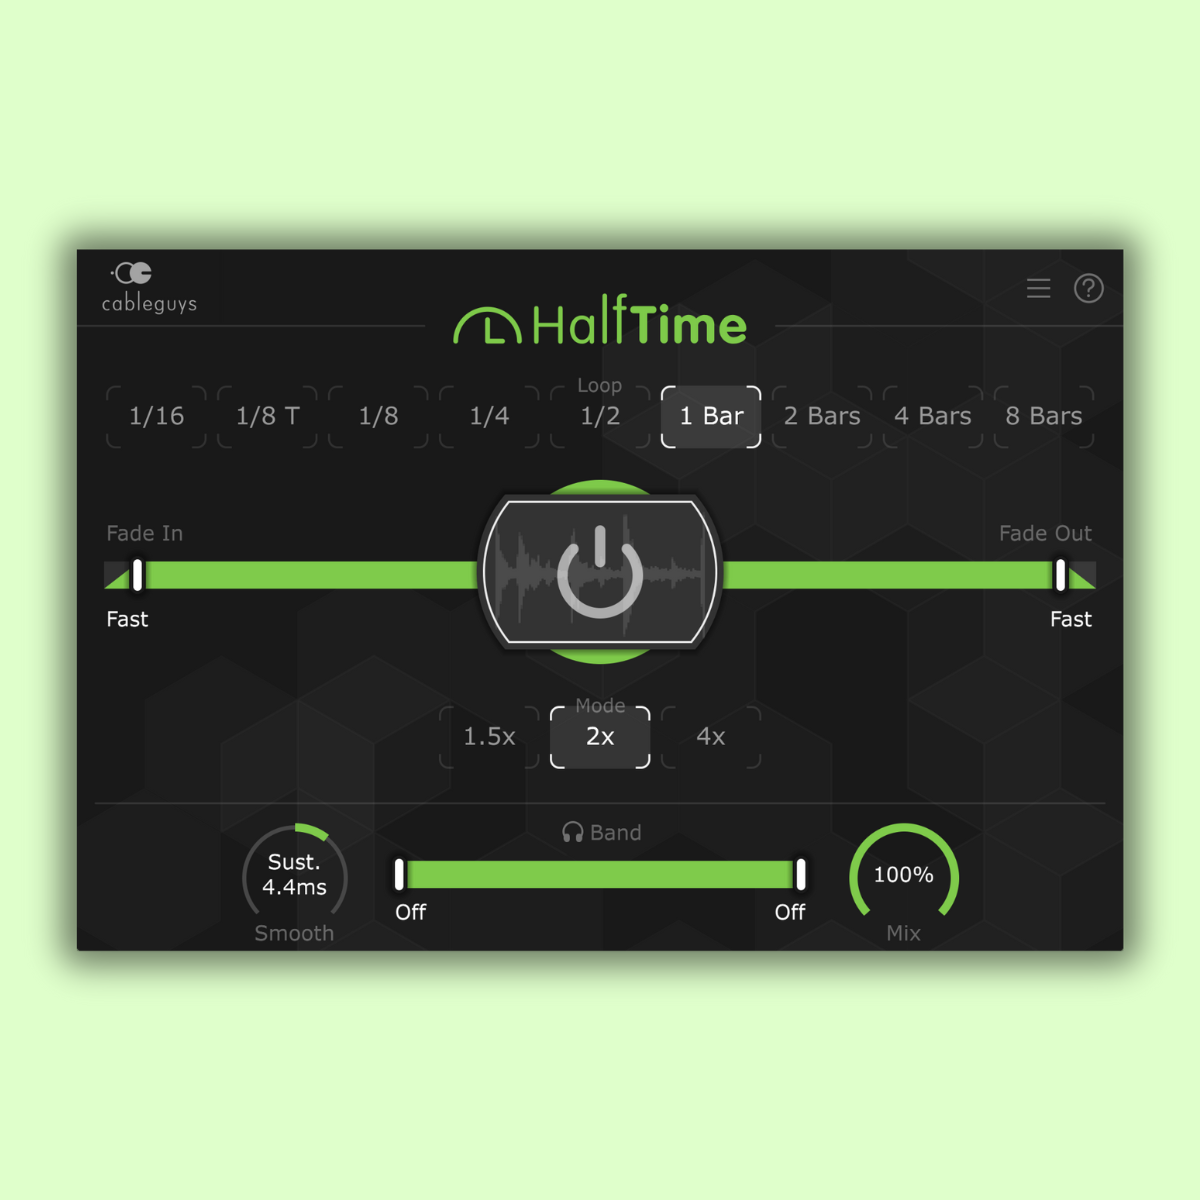 cableguys
HalfTime
?
Loop
1/16 1/8 T 1/8 1/4 1/2 1 Bar 2 Bars 4 Bars 8 Bars
Fade In Fade Out
Fast Fast
Mode
1.5x 2x 4x
Band
Sust.
4.4ms
100%
Off Off
Smooth Mix